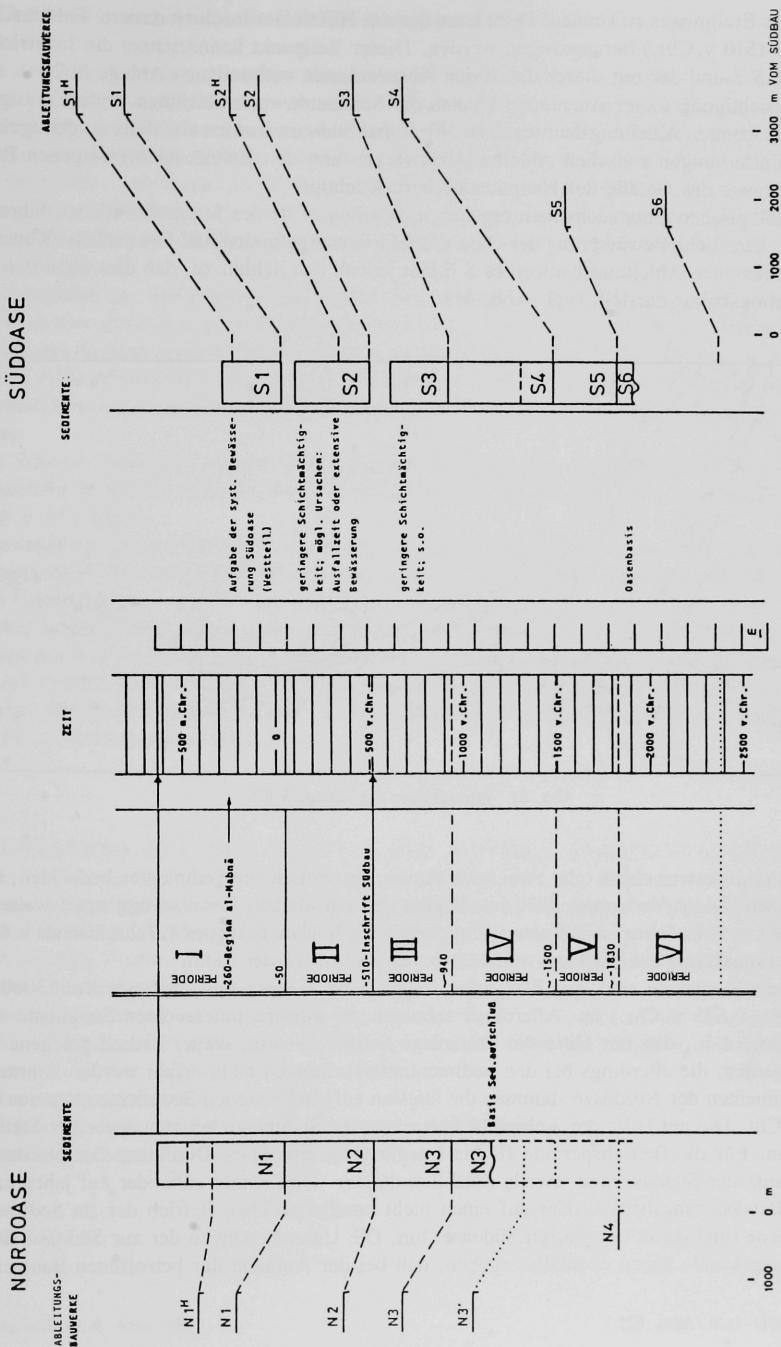 NORDOASE
SÜDOASE
ABLEITUNGS-
BAUWERKE
SEDIMENTE
ZEIT
SEDIMENTE:
ABLEITUNGSBAUWERKE
N1H
N1
N2
N3
N3'
N4
N1
N2
N3
N3
Basis Sed.aufschluß
1000
0 m
PERIODE I
~260-Beginn al-Mabnā
~50
PERIODE II
~510-Inschrift Südbau
PERIODE III
~940
PERIODE IV
~1500
PERIODE V
~1830
PERIODE VI
500 n.Chr.
0
500 v.Chr.
1000 v.Chr.
1500 v.Chr.
2000 v.Chr.
2500 v.Chr.
1 m
Aufgabe der syst. Bewässe-
rung Südoase
(Westteil)
geringere Schichtmächtig-
keit; mögl. Ursachen:
Ausfallzeit oder extensive
Bewässerung
geringere Schichtmächtig-
keit; s.o.
Oasenbasis
S1
S2
S3
S4
S5
S6
S1H
S1
S2H
S2
S3
S4
S5
S6
0
1000
2000
3000
m VOM SÜDBAU